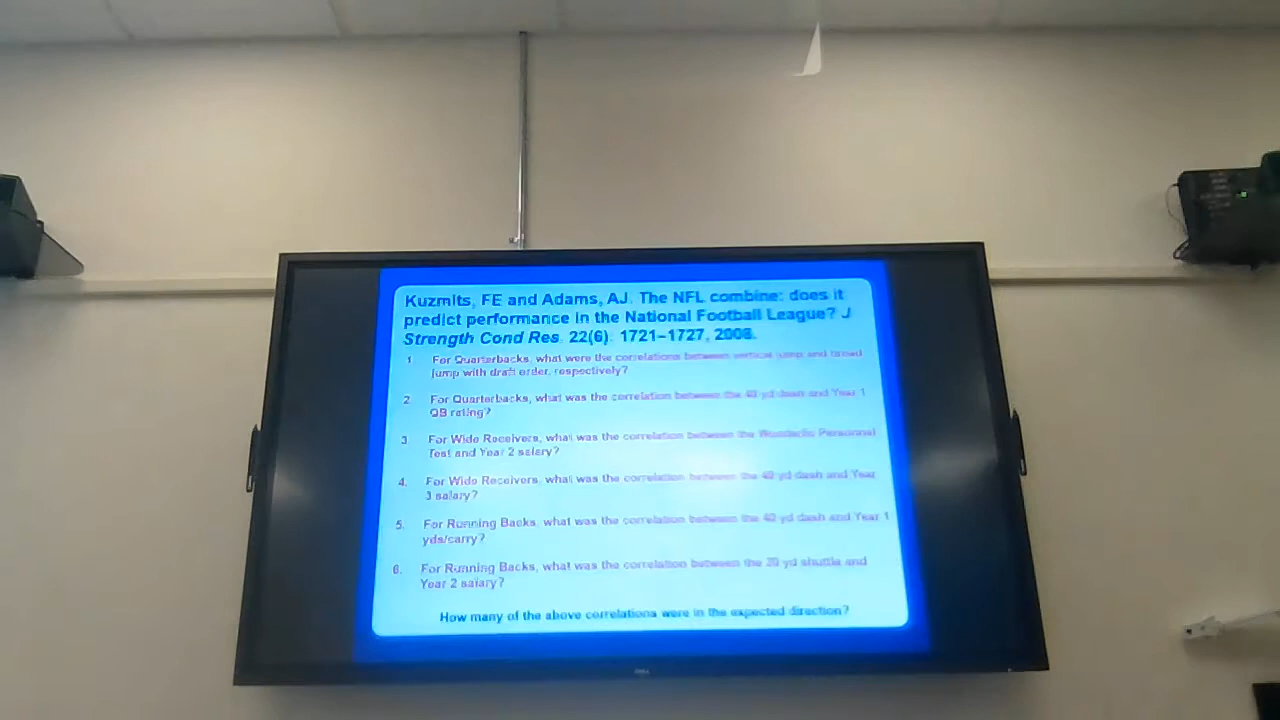 Kuzmits, FE and Adams, AJ. The NFL combine: does it
predict performance in the National Football League? J
Strength Cond Res. 22(6): 1721–1727, 2008.
1 For Quarterbacks, what were the correlations between vertical jump and broad
jump with draft order, respectively?
2 For Quarterbacks, what was the correlation between the 40 yd dash and Year 1
QB rating?
3 For Wide Receivers, what was the correlation between the Wonderlic Personnel
Test and Year 2 salary?
4. For Wide Receivers, what was the correlation between the 40 yd dash and Year
3 salary?
5. For Running Backs, what was the correlation between the 40 yd dash and Year 1
yds/carry?
6. For Running Backs, what was the correlation between the 20 yd shuttle and
Year 2 salary?
How many of the above correlations were in the expected direction?
DELL